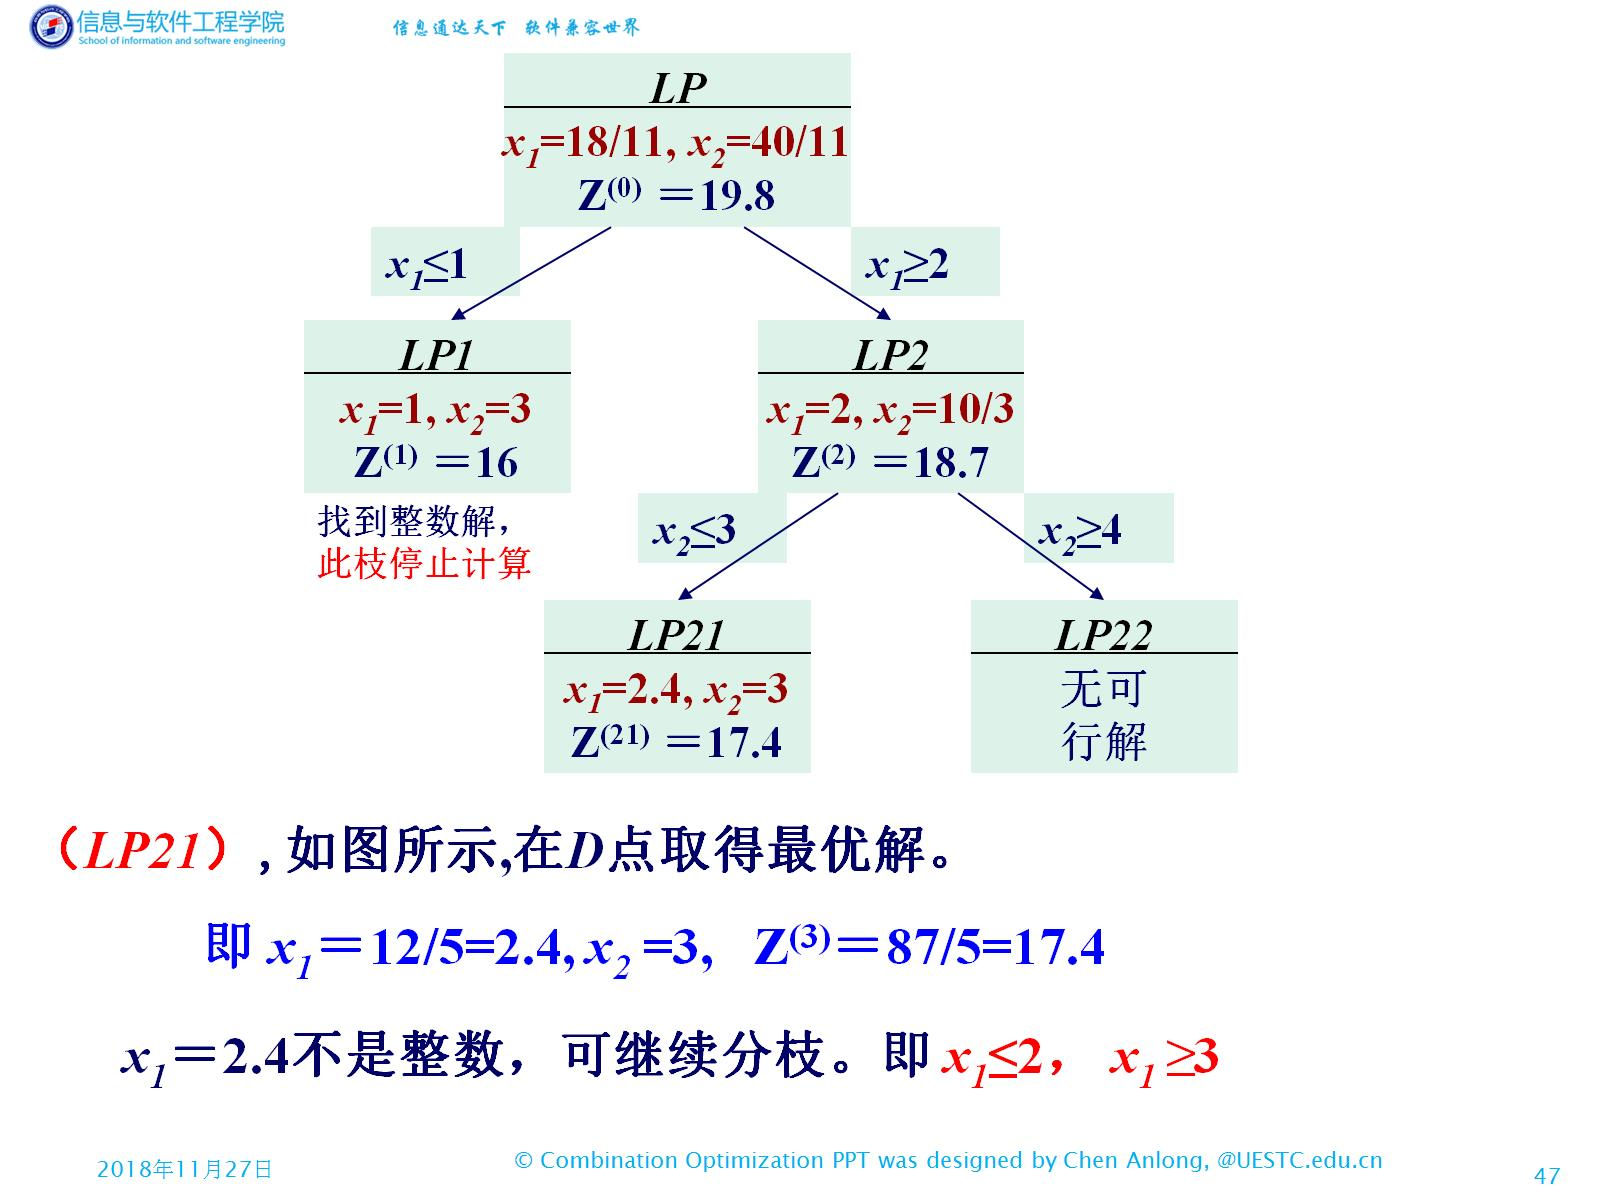 信息与软件工程学院
School of information and software engineering
信息通达天下 软件兼容世界
LP
x1=18/11, x2=40/11
Z(0) ＝19.8
x1≤1
x1≥2
LP1
x1=1, x2=3
Z(1) ＝16
LP2
x1=2, x2=10/3
Z(2) ＝18.7
找到整数解，
此枝停止计算
x2≤3
x2≥4
LP21
x1=2.4, x2=3
Z(21) ＝17.4
LP22
无可
行解
（LP21）,如图所示,在D点取得最优解。
即 x1＝12/5=2.4, x2 =3, Z(3)＝87/5=17.4
x1＝2.4不是整数，可继续分枝。即 x1≤2， x1 ≥3
2018年11月27日
© Combination Optimization PPT was designed by Chen Anlong, @UESTC.edu.cn
47